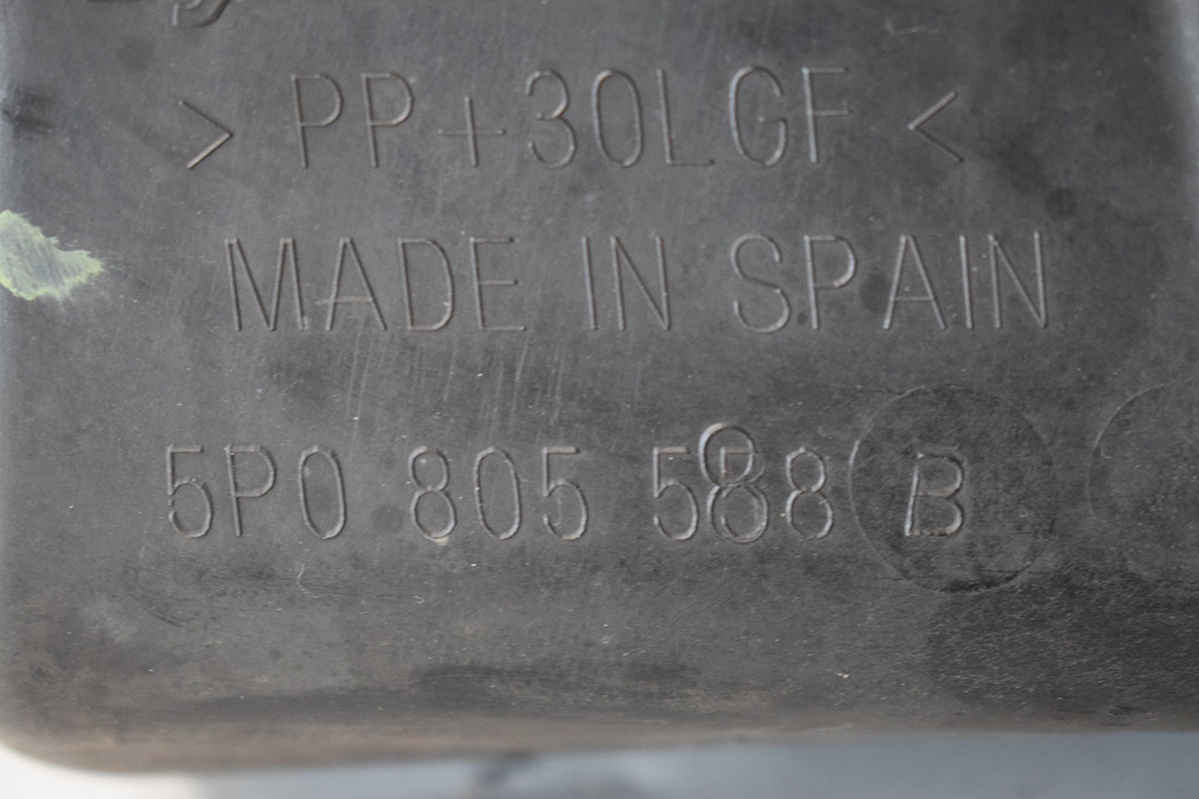 > PP+30LGF <
MADE IN SPAIN
5P0 805 588 B